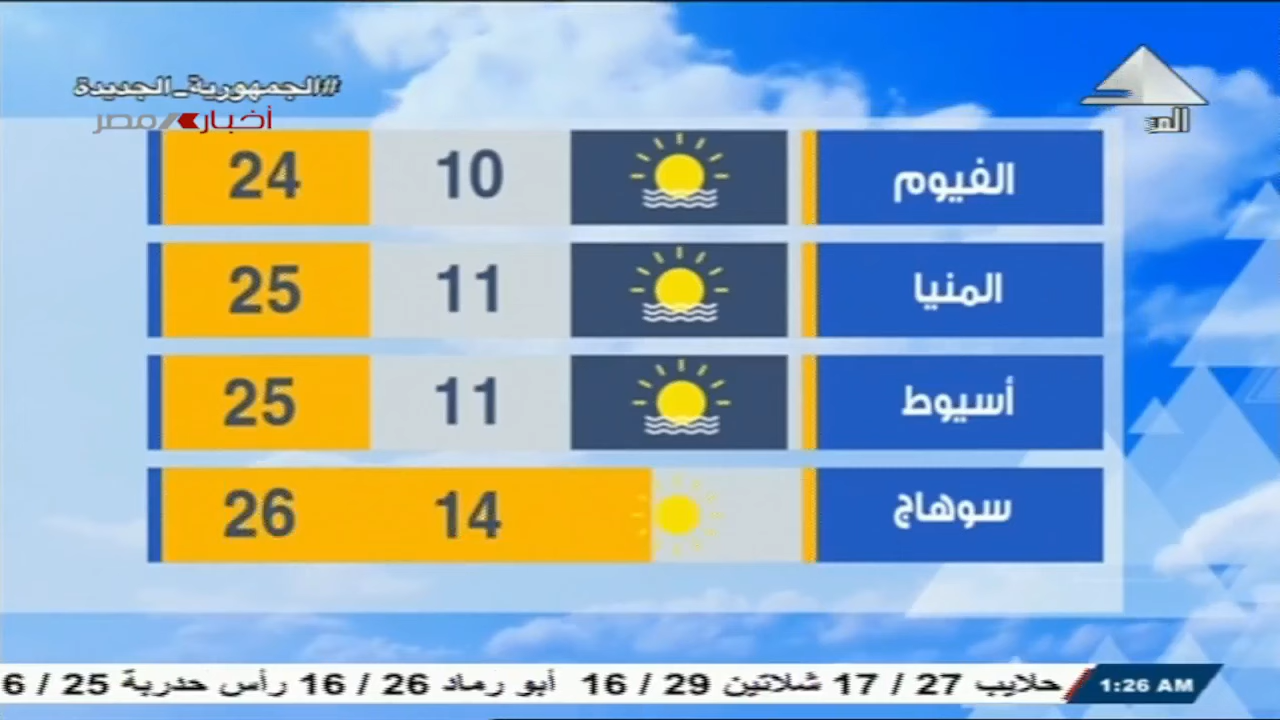 #الجمهورية_الجديدة
أخبار مصر
الفيوم 10 24
المنيا 11 25
أسيوط 11 25
سوهاج 14 26
1:26 AM
حلايب 27 / 17 شلاتين 29 / 16 أبو رماد 26 / 16 رأس حدربة 25 / 6